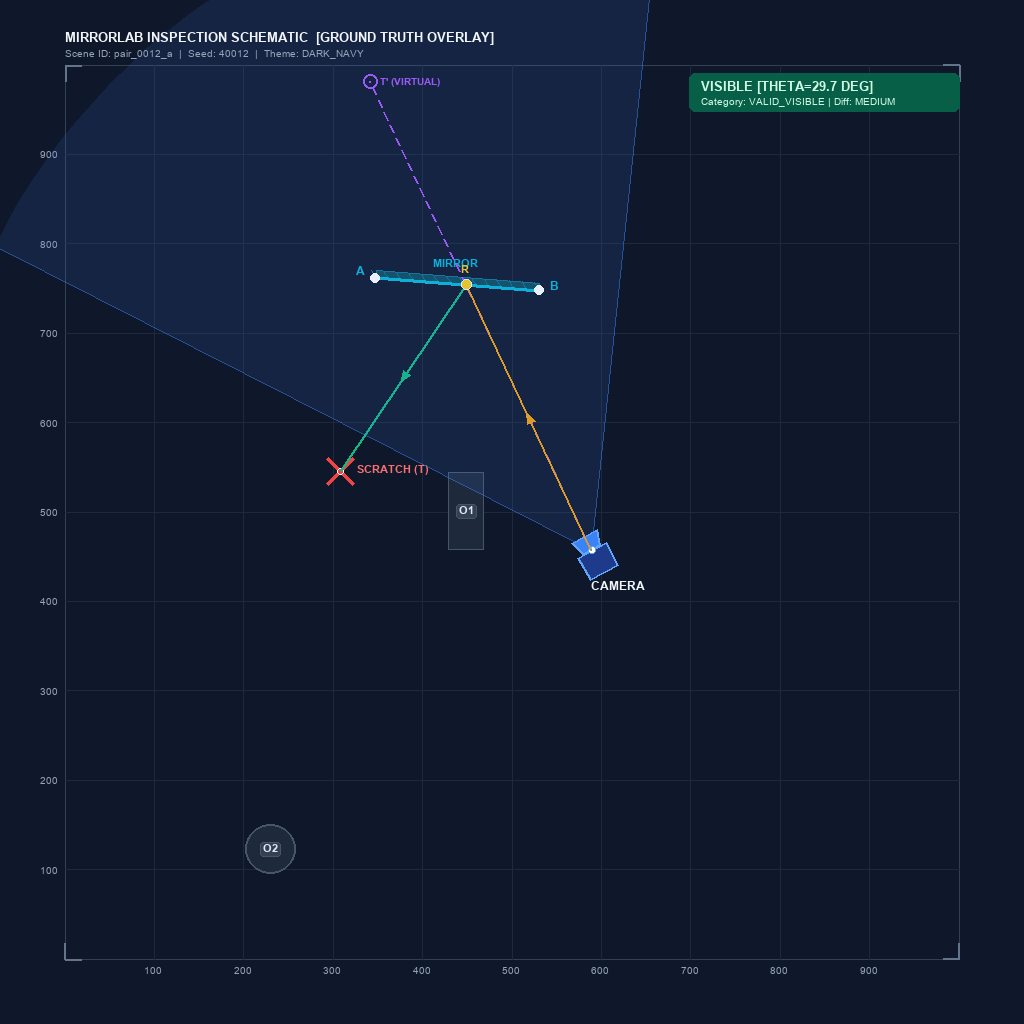 MIRRORLAB INSPECTION SCHEMATIC [GROUND TRUTH OVERLAY]
Scene ID: pair_0012_a | Seed: 40012 | Theme: DARK_NAVY
VISIBLE [THETA=29.7 DEG]
Category: VALID_VISIBLE | Diff: MEDIUM
T' (VIRTUAL)
MIRROR
R
A
B
SCRATCH (T)
O1
CAMERA
O2
900
800
700
600
500
400
300
200
100
100 200 300 400 500 600 700 800 900